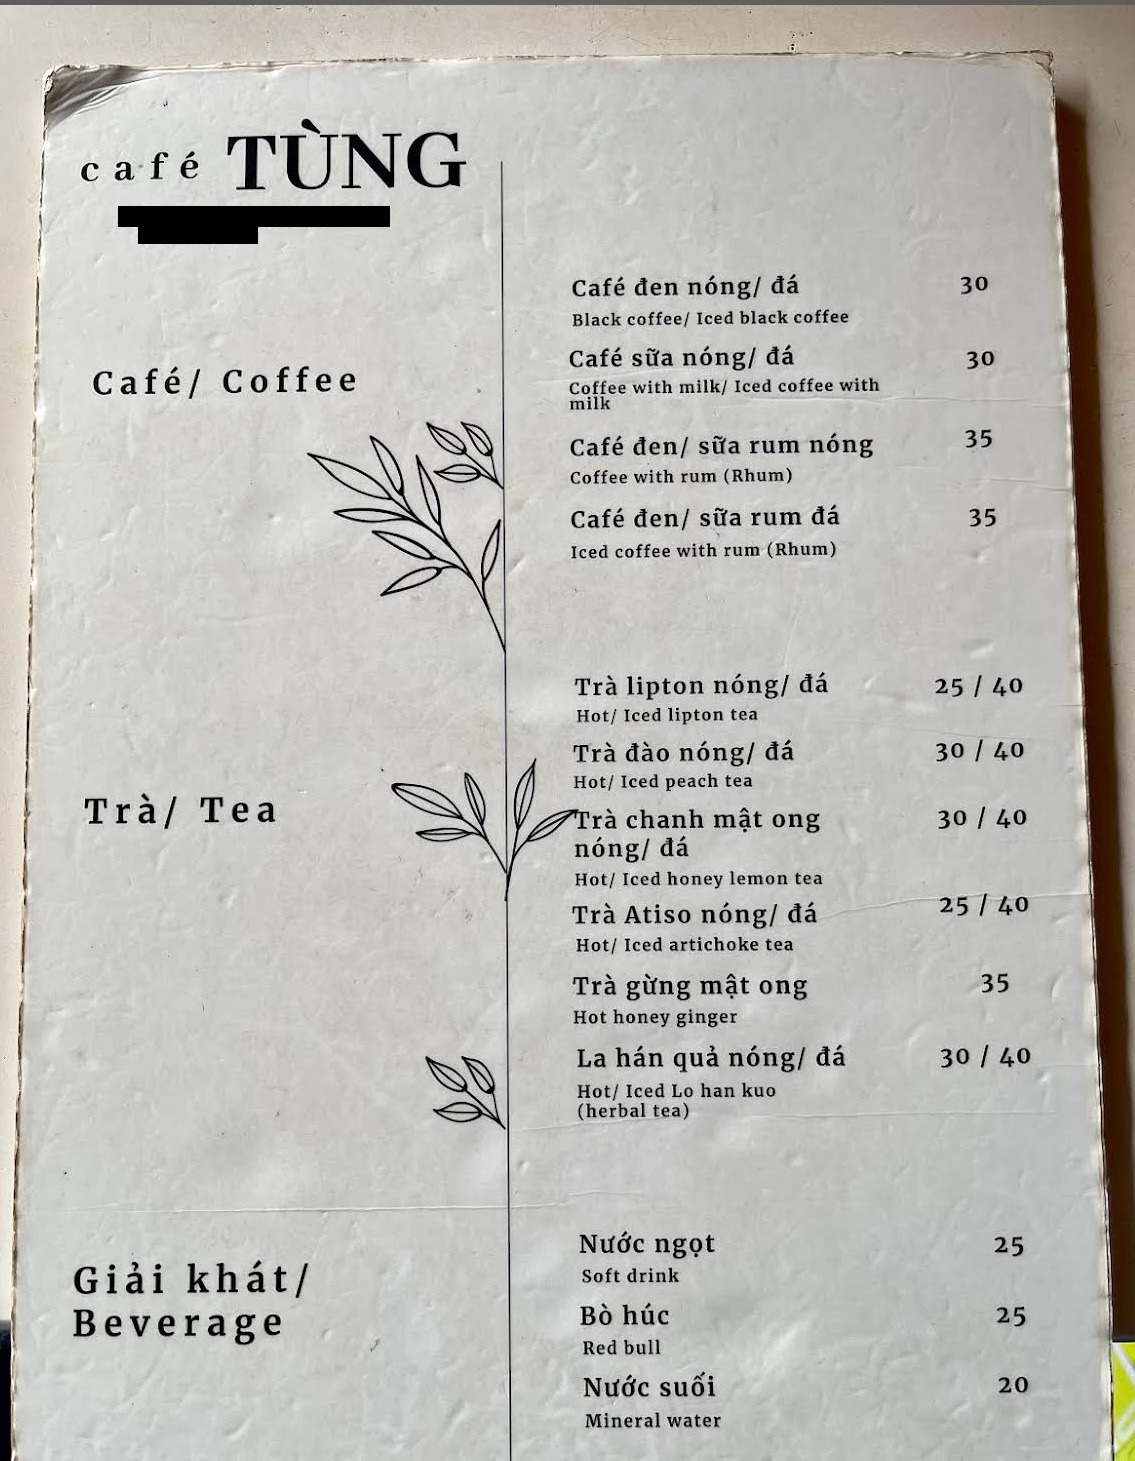 café TÙNG
Café/ Coffee
Café đen nóng/ đá 30
Black coffee/ Iced black coffee
Café sữa nóng/ đá 30
Coffee with milk/ Iced coffee with
milk
Café đen/ sữa rum nóng 35
Coffee with rum (Rhum)
Café đen/ sữa rum đá 35
Iced coffee with rum (Rhum)
Trà/ Tea
Trà lipton nóng/ đá 25 / 40
Hot/ Iced lipton tea
Trà đào nóng/ đá 30 / 40
Hot/ Iced peach tea
Trà chanh mật ong 30 / 40
nóng/ đá
Hot/ Iced honey lemon tea
Trà Atiso nóng/ đá 25 / 40
Hot/ Iced artichoke tea
Trà gừng mật ong 35
Hot honey ginger
La hán quả nóng/ đá 30 / 40
Hot/ Iced Lo han kuo
(herbal tea)
Giải khát/
Beverage
Nước ngọt 25
Soft drink
Bò húc 25
Red bull
Nước suối 20
Mineral water